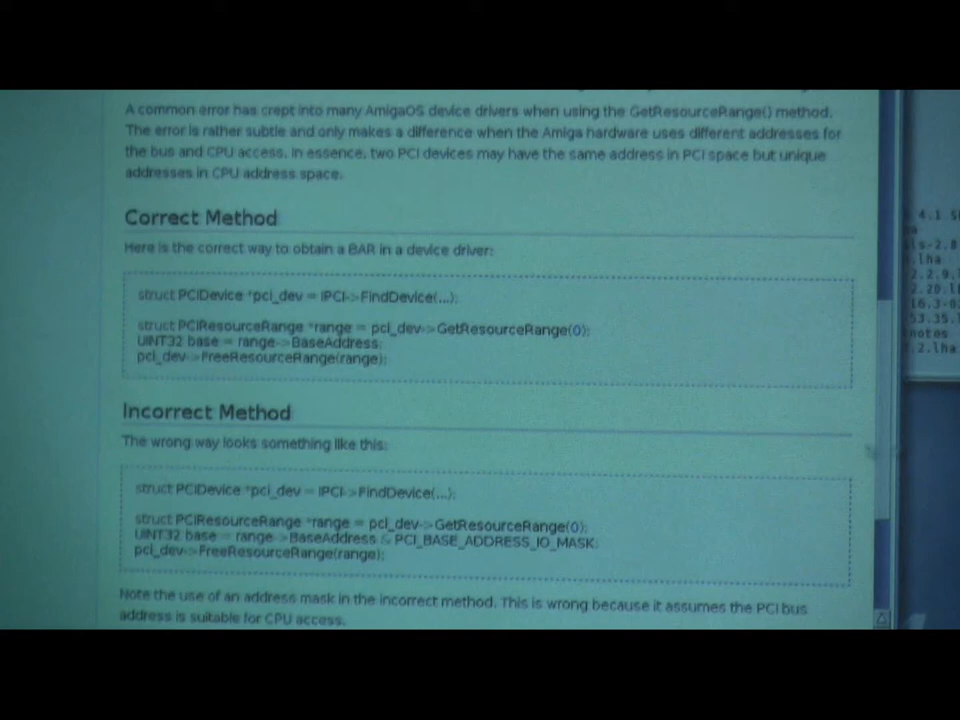 A common error has crept into many AmigaOS device drivers when using the GetResourceRange() method.
The error is rather subtle and only makes a difference when the Amiga hardware uses different addresses for
the bus and CPU access. In essence, two PCI devices may have the same address in PCI space but unique
addresses in CPU address space.
Correct Method
Here is the correct way to obtain a BAR in a device driver:
struct PCIDevice *pci_dev = IPCI->FindDevice(...);
struct PCIResourceRange *range = pci_dev->GetResourceRange(0);
UINT32 base = range->BaseAddress;
pci_dev->FreeResourceRange(range);
Incorrect Method
The wrong way looks something like this:
struct PCIDevice *pci_dev = IPCI->FindDevice(...);
struct PCIResourceRange *range = pci_dev->GetResourceRange(0);
UINT32 base = range->BaseAddress & PCI_BASE_ADDRESS_IO_MASK;
pci_dev->FreeResourceRange(range);
Note the use of an address mask in the incorrect method. This is wrong because it assumes the PCI bus
address is suitable for CPU access.
4.1
.lha
notes